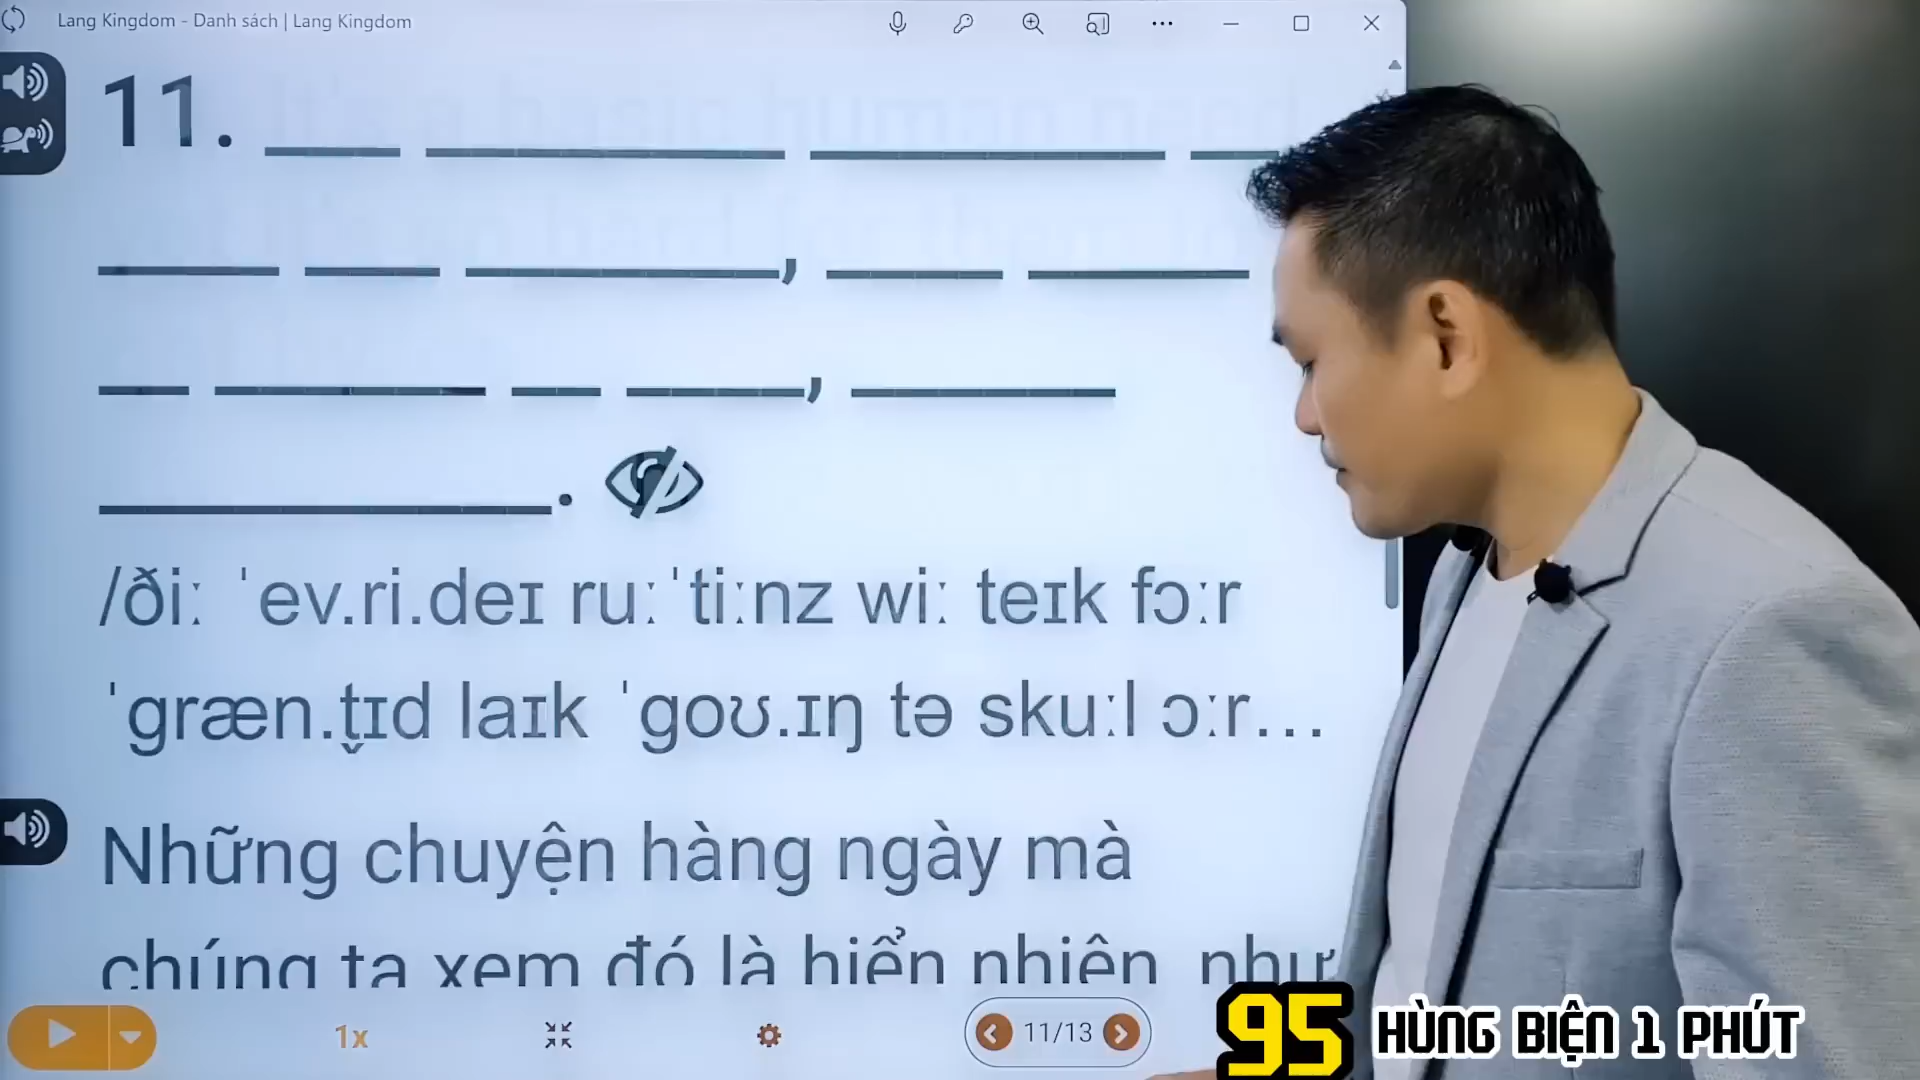 Lang Kingdom - Danh sách | Lang Kingdom
11.
/ðiː ˈev.ri.deɪ ruːˈtiːnz wiː teɪk fɔːr
ˈɡræn.t̬ɪd laɪk ˈɡoʊ.ɪŋ tə skuːl ɔːr...
Những chuyện hàng ngày mà
chúng ta xem đó là hiển nhiên, như
1x
11/13
95 HÙNG BIỆN 1 PHÚT